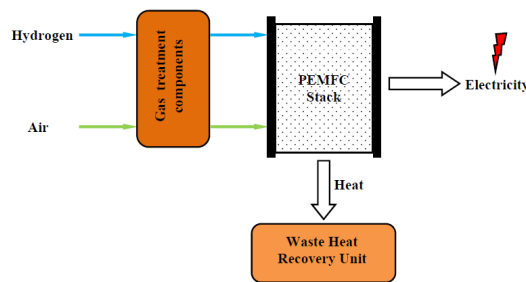 Hydrogen
Air
Gas treatment
components
PEMFC
Stack
Electricity
Heat
Waste Heat
Recovery Unit